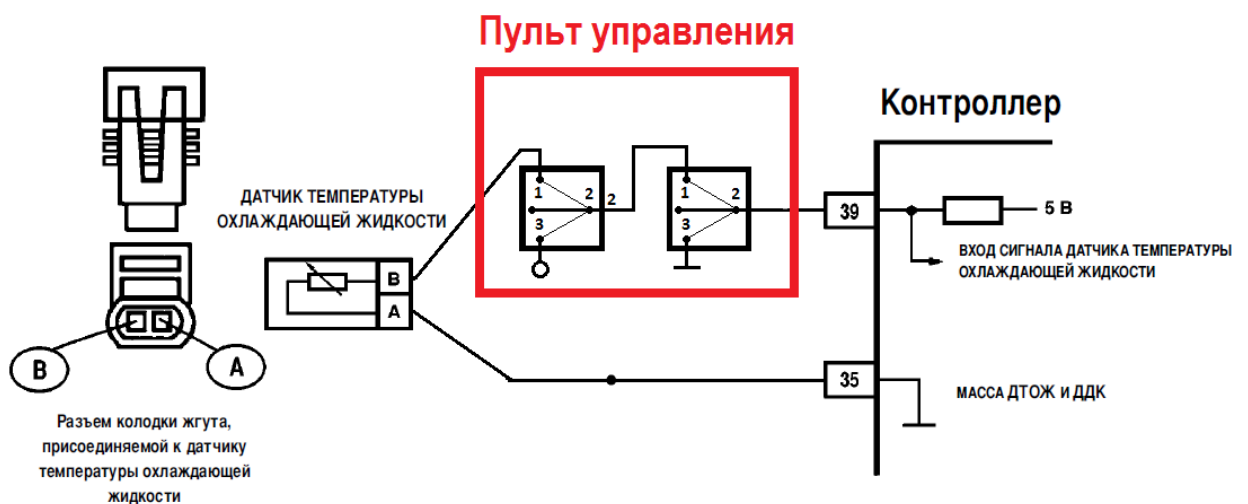 Пульт управления
Контроллер
ДАТЧИК ТЕМПЕРАТУРЫ
ОХЛАЖДАЮЩЕЙ ЖИДКОСТИ
1
2
3
2
1
2
3
39
5 В
ВХОД СИГНАЛА ДАТЧИКА ТЕМПЕРАТУРЫ
ОХЛАЖДАЮЩЕЙ ЖИДКОСТИ
В
А
35
МАССА ДТОЖ И ДДК
В
А
Разъем колодки жгута,
присоединяемой к датчику
температуры охлаждающей
жидкости